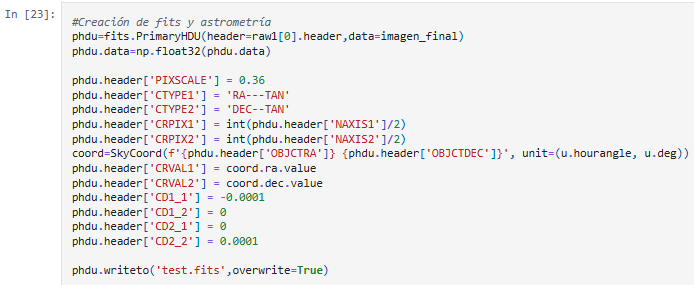 In [23]:
#Creación de fits y astrometría
phdu=fits.PrimaryHDU(header=raw1[0].header,data=imagen_final)
phdu.data=np.float32(phdu.data)
phdu.header['PIXSCALE'] = 0.36
phdu.header['CTYPE1'] = 'RA---TAN'
phdu.header['CTYPE2'] = 'DEC--TAN'
phdu.header['CRPIX1'] = int(phdu.header['NAXIS1']/2)
phdu.header['CRPIX2'] = int(phdu.header['NAXIS2']/2)
coord=SkyCoord(f'{phdu.header['OBJCTRA']} {phdu.header['OBJCTDEC']}', unit=(u.hourangle, u.deg))
phdu.header['CRVAL1'] = coord.ra.value
phdu.header['CRVAL2'] = coord.dec.value
phdu.header['CD1_1'] = -0.0001
phdu.header['CD1_2'] = 0
phdu.header['CD2_1'] = 0
phdu.header['CD2_2'] = 0.0001
phdu.writeto('test.fits',overwrite=True)